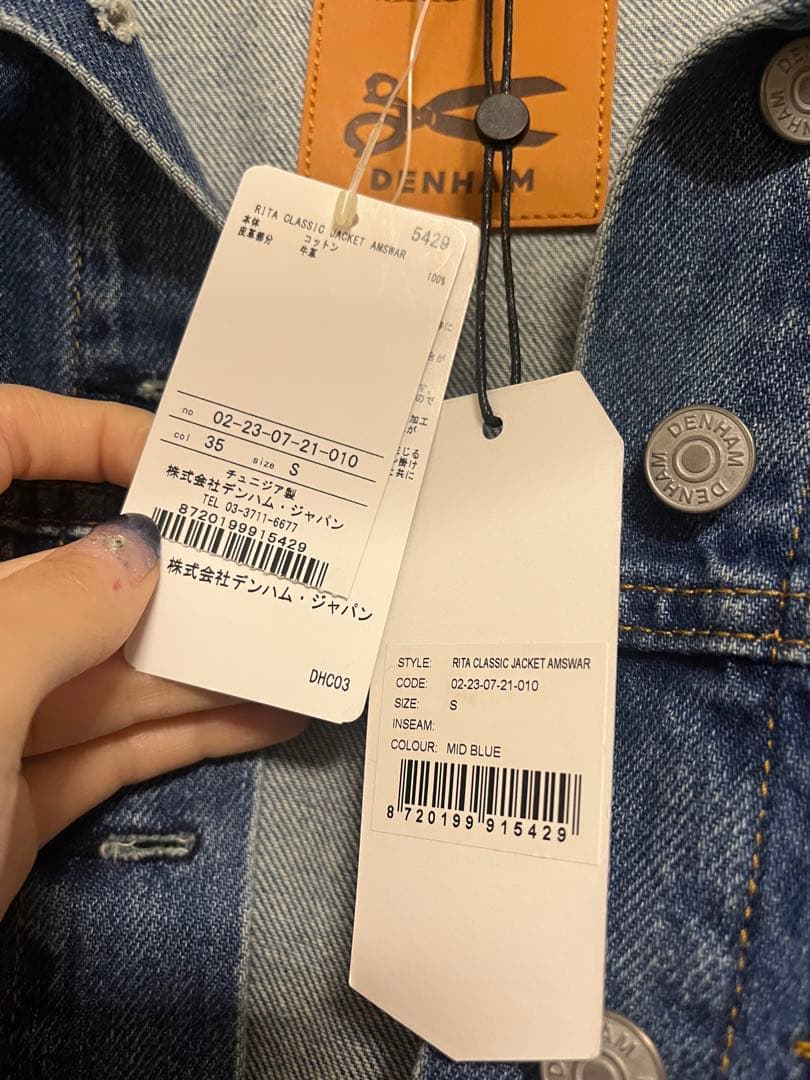 DENHAM
DENHAM
RITA CLASSIC JACKET AMSWAR
5429
本体 コットン 100%
皮革部分 牛革
no 02-23-07-21-010
col 35 size S
チュニジア製
株式会社デンハム・ジャパン
TEL 03-3711-6677
8720199915429
株式会社デンハム・ジャパン
DHC03
DENHAM DENHAM
STYLE: RITA CLASSIC JACKET AMSWAR
CODE: 02-23-07-21-010
SIZE: S
INSEAM:
COLOUR: MID BLUE
8 720199 915429